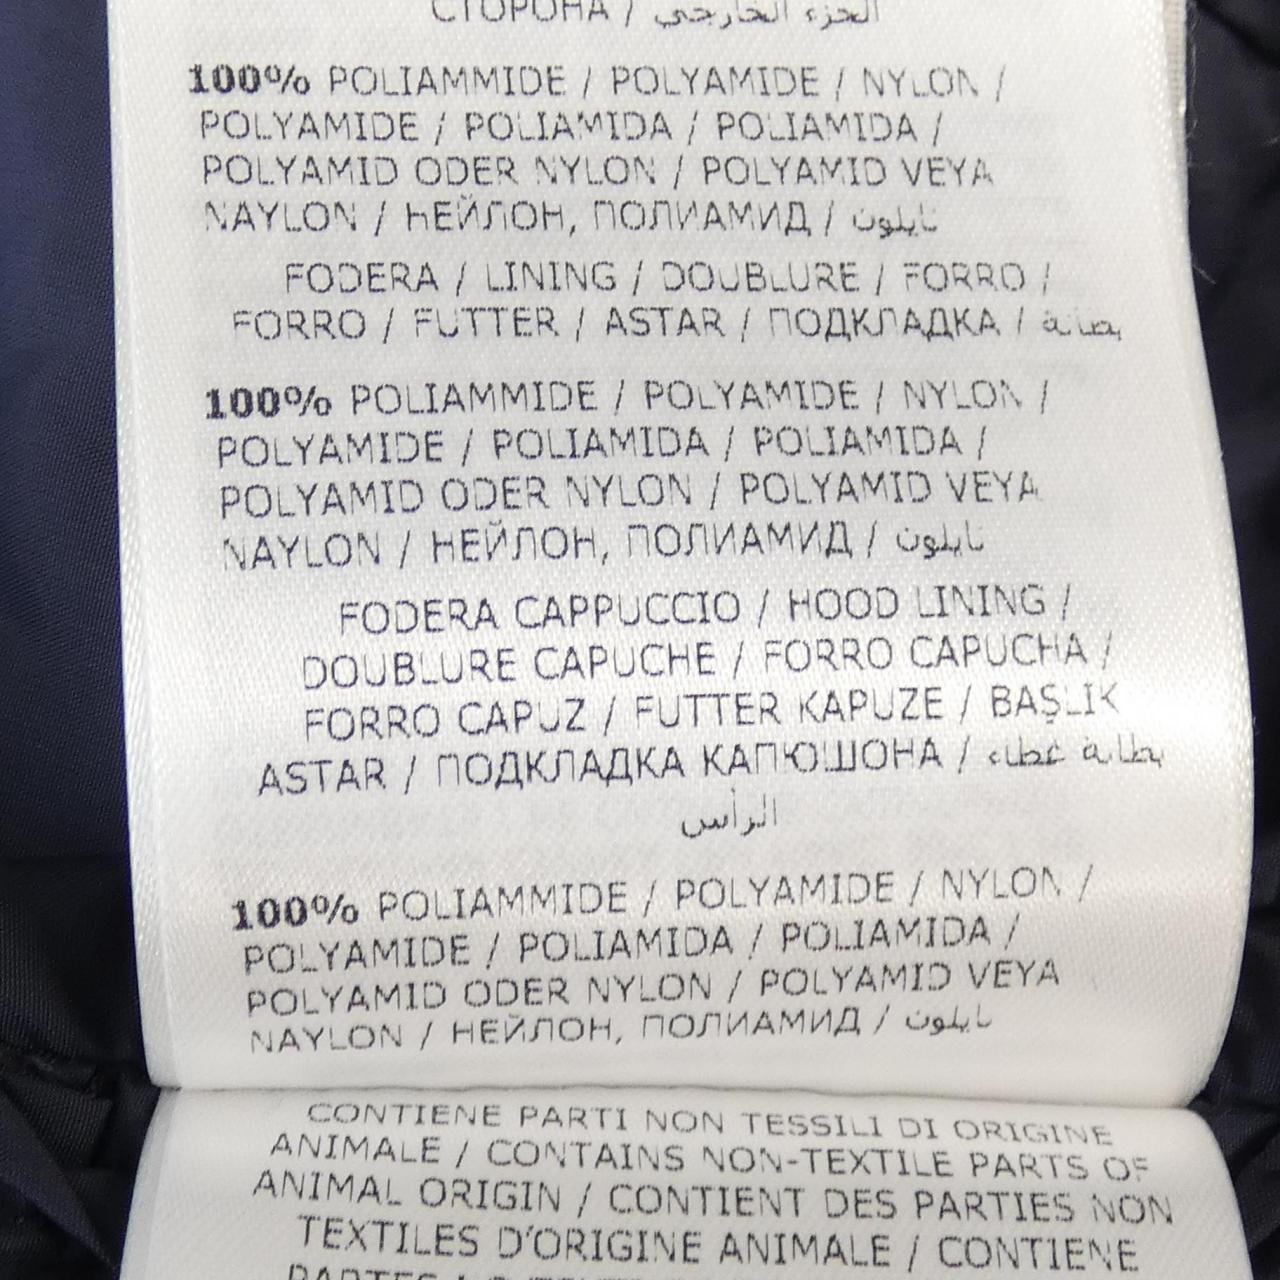 СТОРОНА / الجزء الخارجي
100% POLIAMMIDE / POLYAMIDE / NYLON /
POLYAMIDE / POLIAMIDA / POLIAMIDA /
POLYAMID ODER NYLON / POLYAMID VEYA
NAYLON / НЕЙЛОН, ПОЛИАМИД / نايلون
FODERA / LINING / DOUBLURE / FORRO /
FORRO / FUTTER / ASTAR / ПОДКЛАДКА / بطانة
100% POLIAMMIDE / POLYAMIDE / NYLON /
POLYAMIDE / POLIAMIDA / POLIAMIDA /
POLYAMID ODER NYLON / POLYAMID VEYA
NAYLON / НЕЙЛОН, ПОЛИАМИД / نايلون
FODERA CAPPUCCIO / HOOD LINING /
DOUBLURE CAPUCHE / FORRO CAPUCHA /
FORRO CAPUZ / FUTTER KAPUZE / BAŞLIK
ASTAR / ПОДКЛАДКА КАПЮШОНА / بطانة غطاء
الرأس
100% POLIAMMIDE / POLYAMIDE / NYLON /
POLYAMIDE / POLIAMIDA / POLIAMIDA /
POLYAMID ODER NYLON / POLYAMID VEYA
NAYLON / НЕЙЛОН, ПОЛИАМИД / نايلون
CONTIENE PARTI NON TESSILI DI ORIGINE
ANIMALE / CONTAINS NON-TEXTILE PARTS OF
ANIMAL ORIGIN / CONTIENT DES PARTIES NON
TEXTILES D'ORIGINE ANIMALE / CONTIENE
PARTES